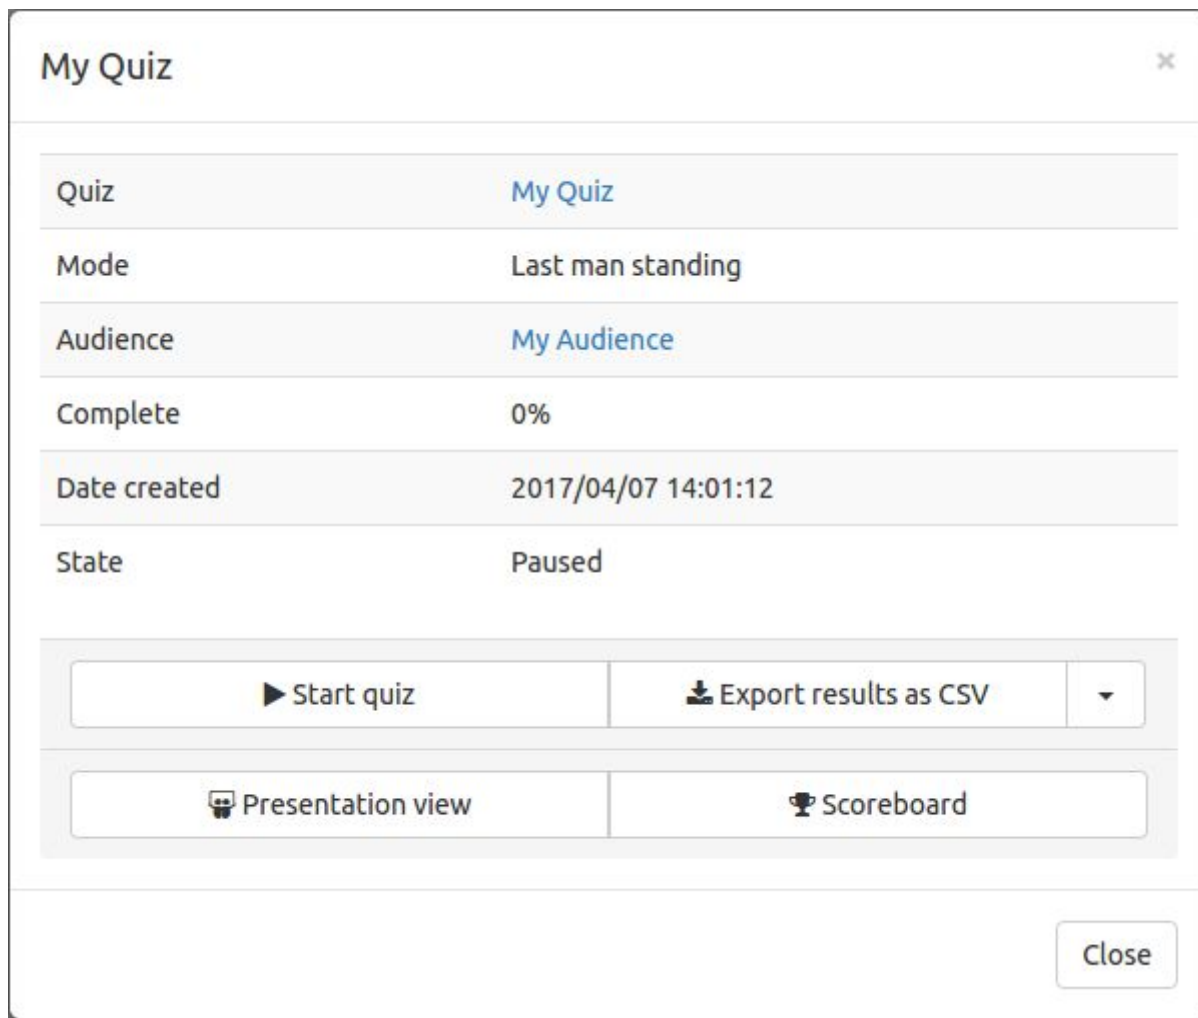 My Quiz ×
Quiz My Quiz
Mode Last man standing
Audience My Audience
Complete 0%
Date created 2017/04/07 14:01:12
State Paused
Start quiz Export results as CSV
Presentation view Scoreboard
Close